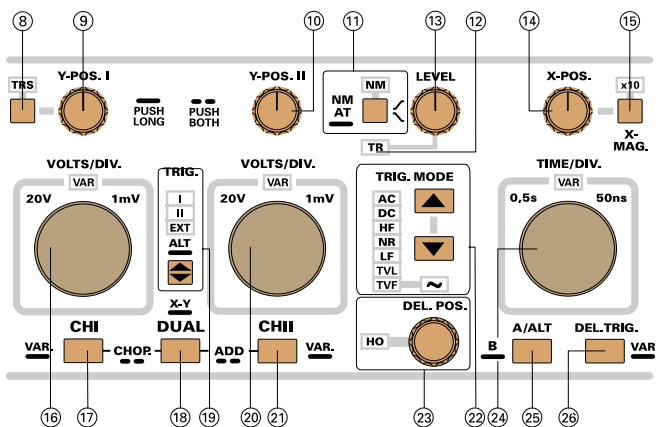 8 9 10 11 13 12 14 15
TRS Y-POS. I Y-POS. II NM LEVEL X-POS. x10
PUSH LONG
PUSH BOTH
NM AT
TR
X-MAG.
VOLTS/DIV. TRIG. VOLTS/DIV. TRIG. MODE TIME/DIV.
VAR VAR VAR
20V 1mV
I
II
EXT
ALT
20V 1mV
AC
DC
HF
NR
LF
TVL
TVF ~
0,5s 50ns
X-Y DEL. POS.
HO
CHI DUAL CHII
VAR. CHOP. ADD VAR.
B A/ALT DEL.TRIG. VAR
16 17 18 19 20 21 23 22 24 25 26